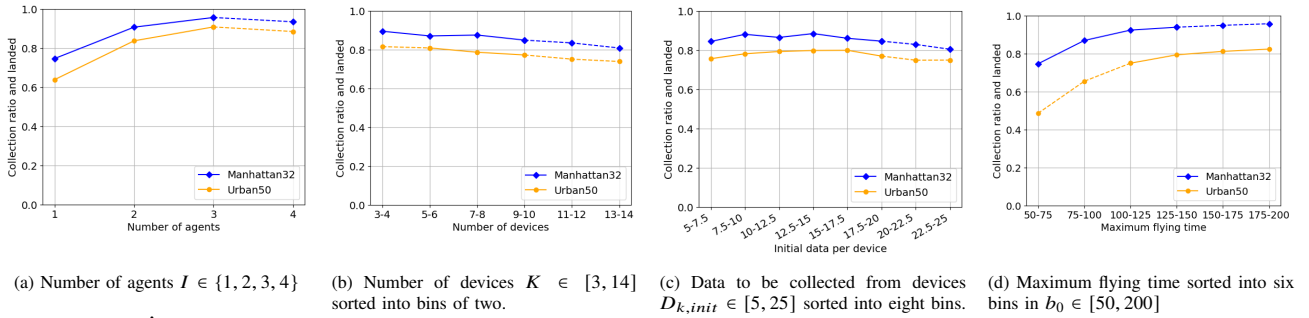 Collection ratio and landed
1.0
0.8
0.6
0.4
0.2
0.0
1 2 3 4
Number of agents
Manhattan32
Urban50
(a) Number of agents I ∈ {1, 2, 3, 4}
Collection ratio and landed
1.0
0.8
0.6
0.4
0.2
0.0
3-4 5-6 7-8 9-10 11-12 13-14
Number of devices
Manhattan32
Urban50
(b) Number of devices K ∈ [3, 14]
sorted into bins of two.
Collection ratio and landed
1.0
0.8
0.6
0.4
0.2
0.0
5-7.5 7.5-10 10-12.5 12.5-15 15-17.5 17.5-20 20-22.5 22.5-25
Initial data per device
Manhattan32
Urban50
(c) Data to be collected from devices
D_{k,init} ∈ [5, 25] sorted into eight bins.
Collection ratio and landed
1.0
0.8
0.6
0.4
0.2
0.0
50-75 75-100 100-125 125-150 150-175 175-200
Maximum flying time
Manhattan32
Urban50
(d) Maximum flying time sorted into six
bins in b_0 ∈ [50, 200]